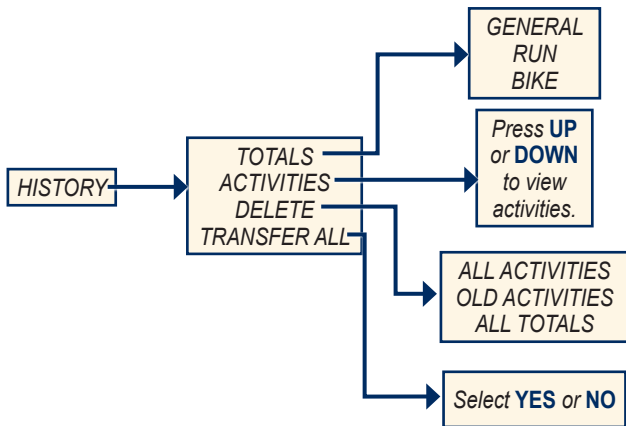 HISTORY
TOTALS
ACTIVITIES
DELETE
TRANSFER ALL
GENERAL
RUN
BIKE
Press UP
or DOWN
to view
activities.
ALL ACTIVITIES
OLD ACTIVITIES
ALL TOTALS
Select YES or NO